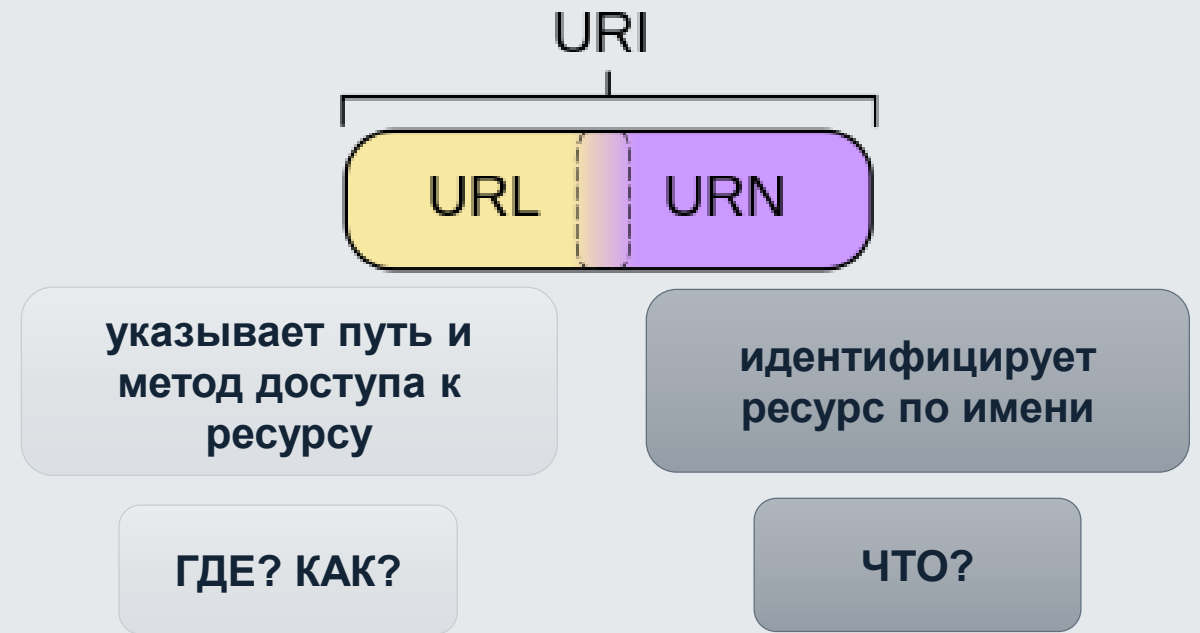 URI
URL URN
указывает путь и
метод доступа к
ресурсу
идентифицирует
ресурс по имени
ГДЕ? КАК?
ЧТО?